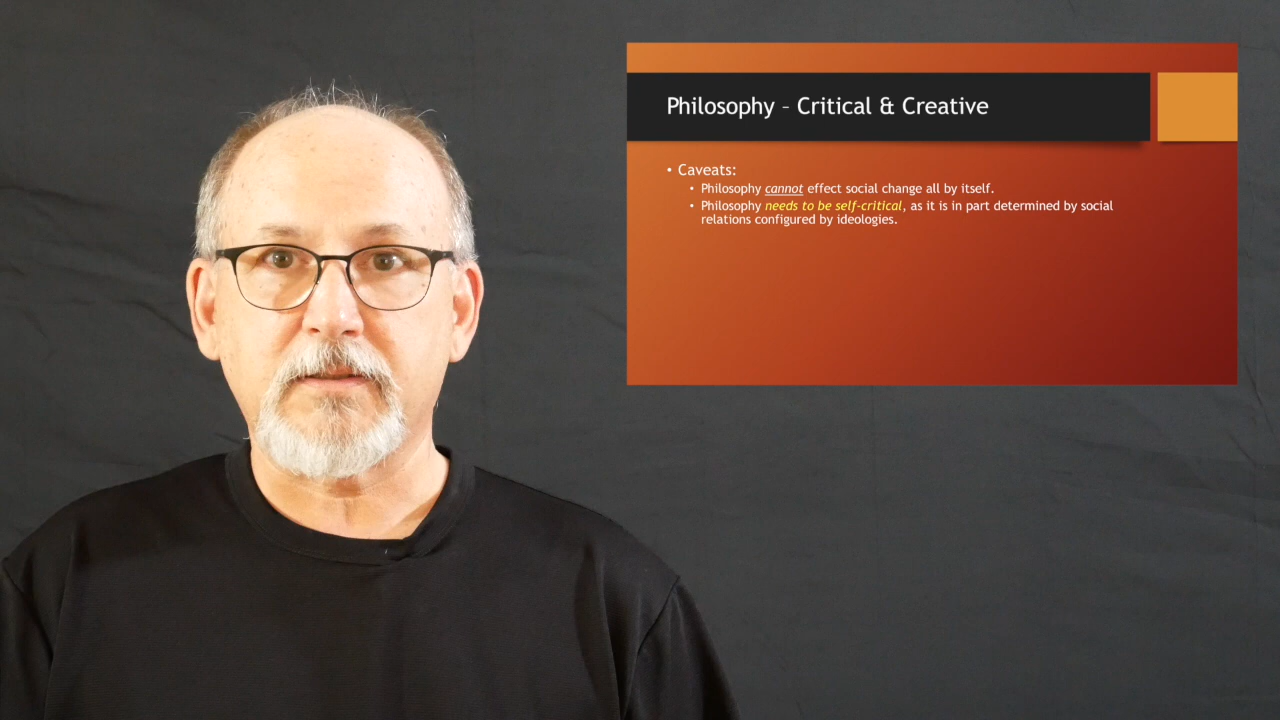 Philosophy – Critical & Creative
• Caveats:
• Philosophy cannot effect social change all by itself.
• Philosophy needs to be self-critical, as it is in part determined by social
relations configured by ideologies.